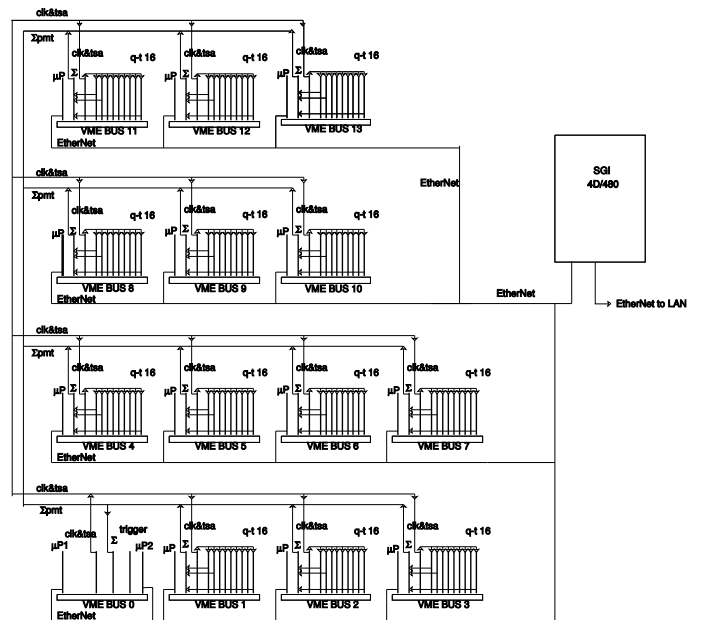 clk&tsa
Σpmt
clk&tsa q-t 16 clk&tsa q-t 16 clk&tsa q-t 16
μP Σ μP Σ μP Σ
VME BUS 11 VME BUS 12 VME BUS 13
EtherNet
EtherNet
SGI
4D/480
clk&tsa
Σpmt
clk&tsa q-t 16 clk&tsa q-t 16 clk&tsa q-t 16
μP Σ μP Σ μP Σ
VME BUS 8 VME BUS 9 VME BUS 10
EtherNet
EtherNet
EtherNet to LAN
clk&tsa
Σpmt
clk&tsa q-t 16 clk&tsa q-t 16 clk&tsa q-t 16 clk&tsa q-t 16
μP Σ μP Σ μP Σ μP Σ
VME BUS 4 VME BUS 5 VME BUS 6 VME BUS 7
EtherNet
clk&tsa
Σpmt
clk&tsa trigger clk&tsa q-t 16 clk&tsa q-t 16 clk&tsa q-t 16
μP1 Σ μP2 μP Σ μP Σ μP Σ
VME BUS 0 VME BUS 1 VME BUS 2 VME BUS 3
EtherNet